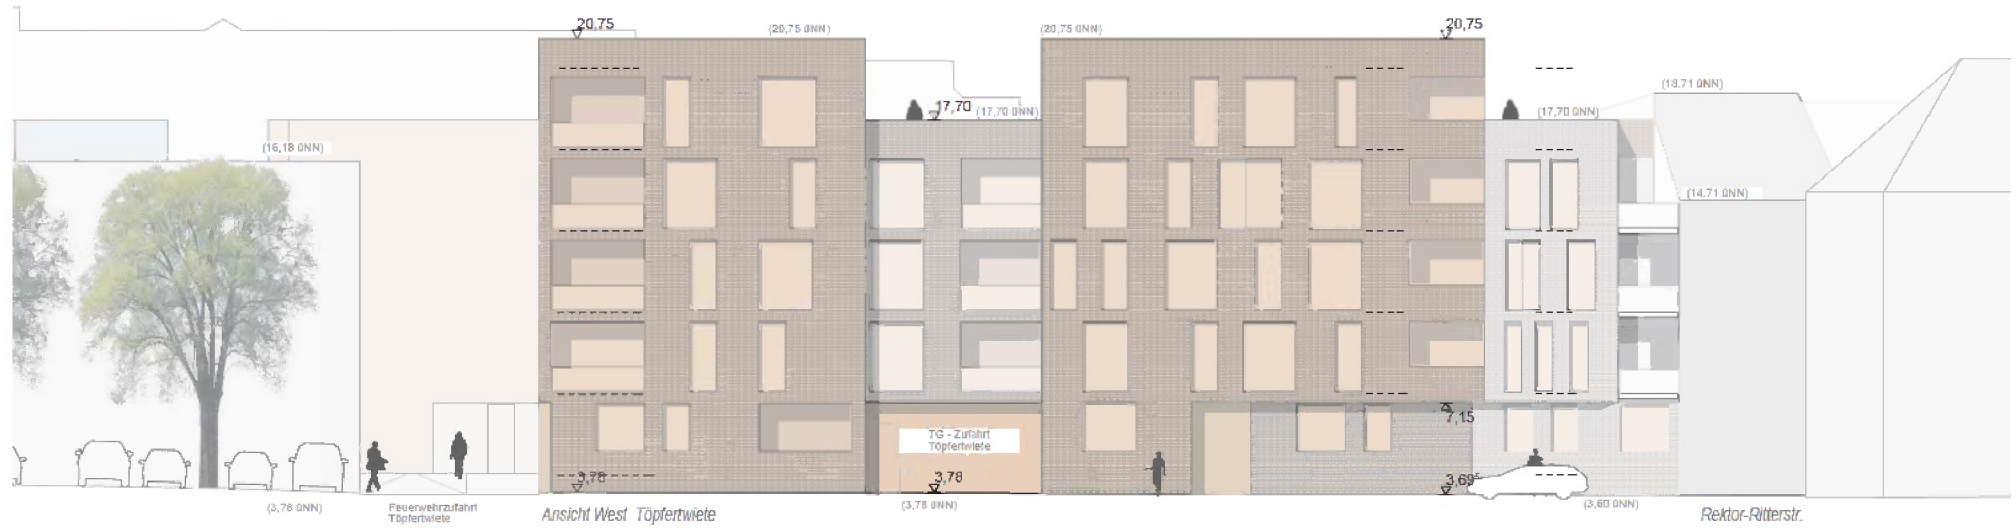 20,75
(20,75 üNN)
(20,75 üNN)
20,75
(18.71 üNN)
17,70
(17,70 üNN)
(17,70 üNN)
(16,18 üNN)
(14.71 üNN)
7,15
TG - Zufahrt
Töpfertwiete
3,78
3,78
3,69⁵
(3,78 üNN)
Feuerwehrzufahrt
Töpfertwiete
Ansicht West Töpfertwiete
(3,78 üNN)
(3,60 üNN)
Rektor-Ritterstr.